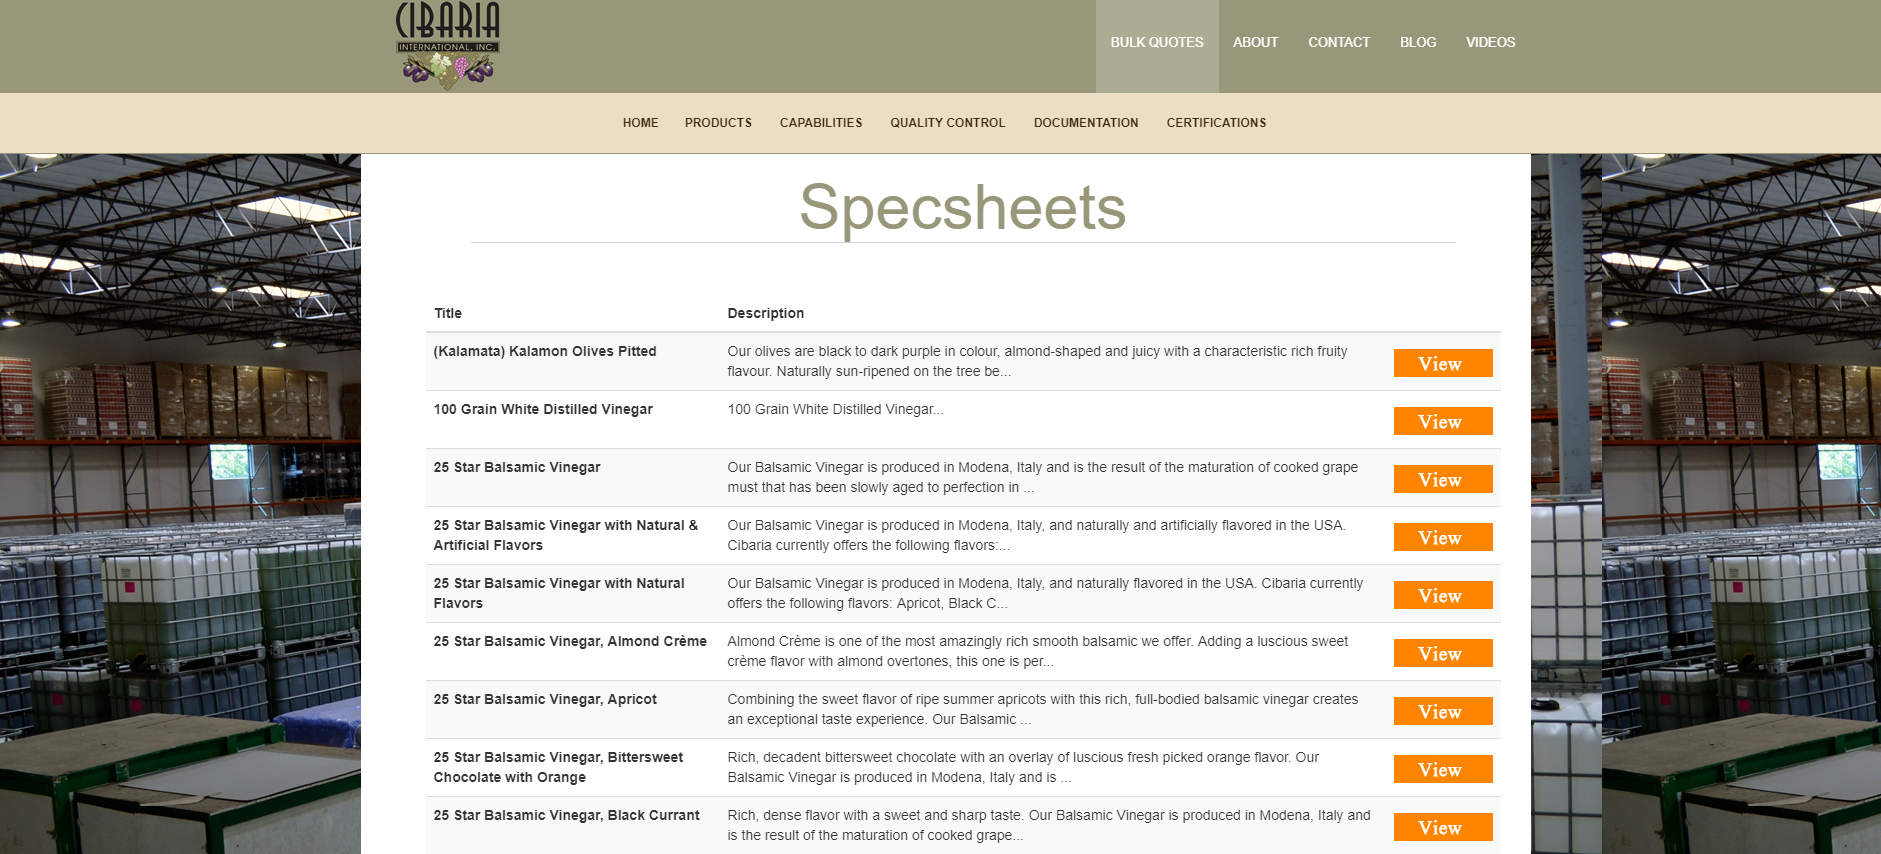 CIBARIA
INTERNATIONAL, INC.
BULK QUOTES ABOUT CONTACT BLOG VIDEOS
HOME PRODUCTS CAPABILITIES QUALITY CONTROL DOCUMENTATION CERTIFICATIONS
Specsheets
Title Description
(Kalamata) Kalamon Olives Pitted Our olives are black to dark purple in colour, almond-shaped and juicy with a characteristic rich fruity
flavour. Naturally sun-ripened on the tree be...
View
100 Grain White Distilled Vinegar 100 Grain White Distilled Vinegar...
View
25 Star Balsamic Vinegar Our Balsamic Vinegar is produced in Modena, Italy and is the result of the maturation of cooked grape
must that has been slowly aged to perfection in ...
View
25 Star Balsamic Vinegar with Natural & Our Balsamic Vinegar is produced in Modena, Italy, and naturally and artificially flavored in the USA.
Artificial Flavors Cibaria currently offers the following flavors:...
View
25 Star Balsamic Vinegar with Natural Our Balsamic Vinegar is produced in Modena, Italy, and naturally flavored in the USA. Cibaria currently
Flavors offers the following flavors: Apricot, Black C...
View
25 Star Balsamic Vinegar, Almond Crème Almond Crème is one of the most amazingly rich smooth balsamic we offer. Adding a luscious sweet
crème flavor with almond overtones, this one is per...
View
25 Star Balsamic Vinegar, Apricot Combining the sweet flavor of ripe summer apricots with this rich, full-bodied balsamic vinegar creates
an exceptional taste experience. Our Balsamic ...
View
25 Star Balsamic Vinegar, Bittersweet Rich, decadent bittersweet chocolate with an overlay of luscious fresh picked orange flavor. Our
Chocolate with Orange Balsamic Vinegar is produced in Modena, Italy and is ...
View
25 Star Balsamic Vinegar, Black Currant Rich, dense flavor with a sweet and sharp taste. Our Balsamic Vinegar is produced in Modena, Italy and
is the result of the maturation of cooked grape...
View